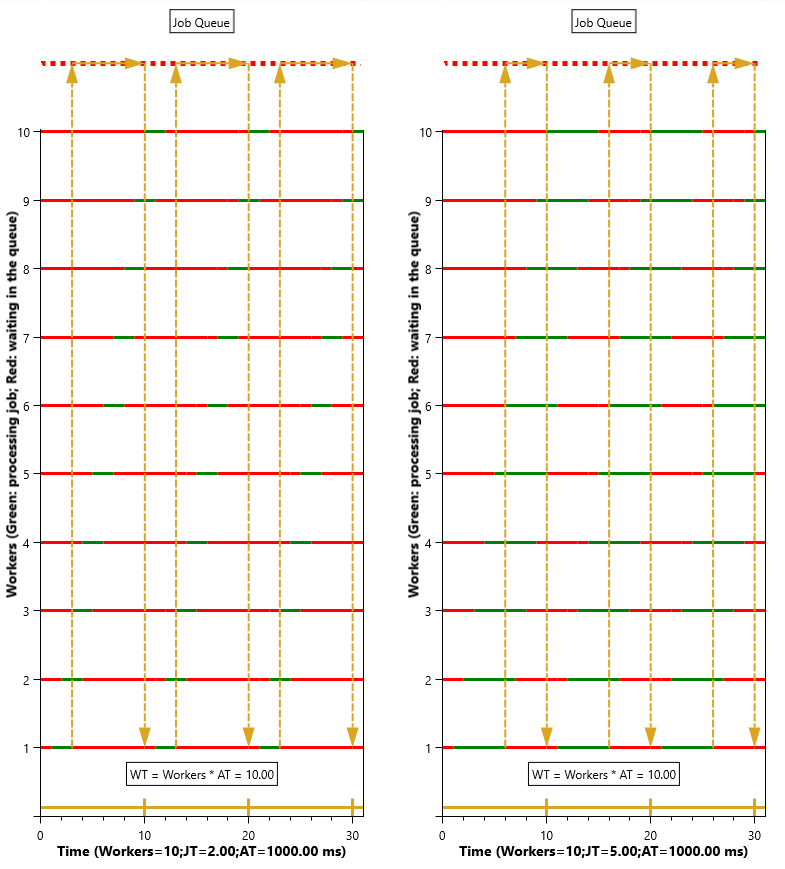 Job Queue
10
9
8
7
6
5
4
3
2
1
Workers (Green: processing job; Red: waiting in the queue)
WT = Workers * AT = 10.00
0 10 20 30
Time (Workers=10;JT=2.00;AT=1000.00 ms)
Job Queue
10
9
8
7
6
5
4
3
2
1
Workers (Green: processing job; Red: waiting in the queue)
WT = Workers * AT = 10.00
0 10 20 30
Time (Workers=10;JT=5.00;AT=1000.00 ms)